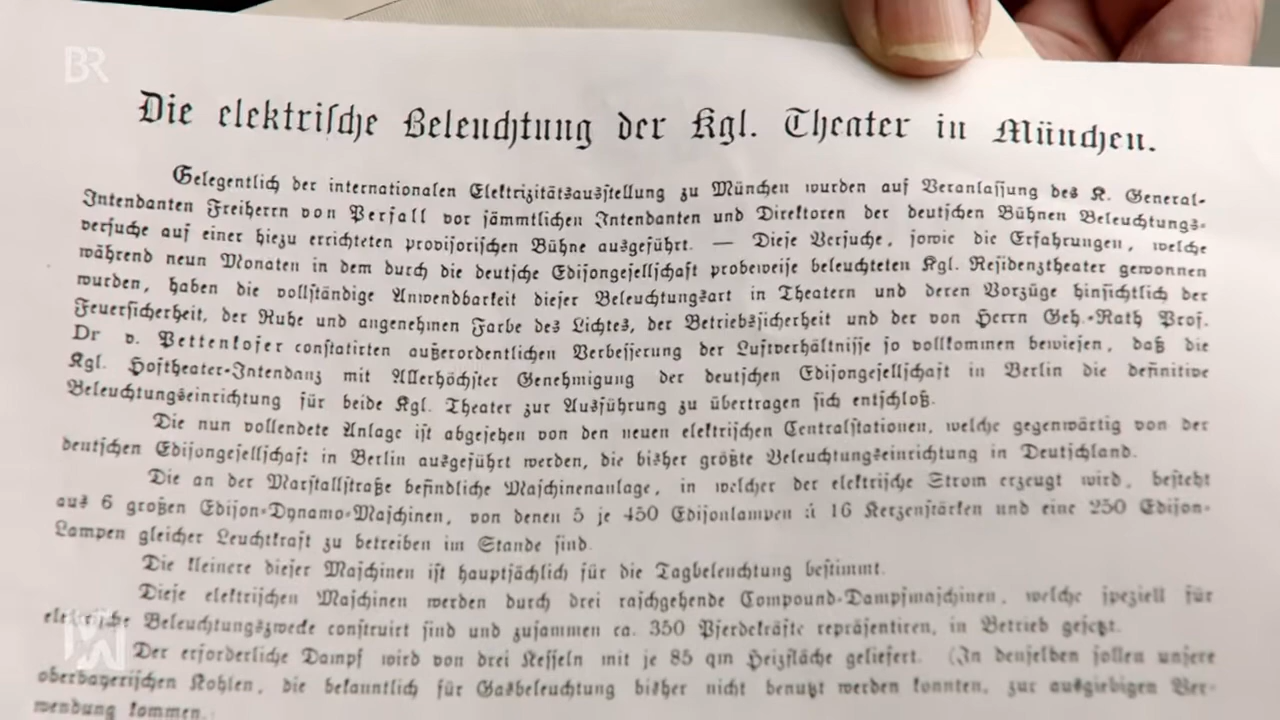 BR
Die elektrische Beleuchtung der Kgl. Theater in München.
Gelegentlich der internationalen Elektrizitätsausstellung zu München wurden auf Veranlassung des K. General-
Intendanten Freiherrn von Perfall vor sämmtlichen Intendanten und Direktoren der deutschen Bühnen Beleuchtungs-
versuche auf einer hiezu errichteten provisorischen Bühne ausgeführt. — Diese Versuche, sowie die Erfahrungen, welche
während neun Monaten in dem durch die deutsche Edisongesellschaft probeweise beleuchteten Kgl. Residenztheater gewonnen
wurden, haben die vollständige Anwendbarkeit dieser Beleuchtungsart in Theatern und deren Vorzüge hinsichtlich der
Feuersicherheit, der Ruhe und angenehmen Farbe des Lichtes, der Betriebssicherheit und der von Herrn Geh.-Rath Prof.
Dr v. Pettenkofer constatirten außerordentlichen Verbesserung der Luftverhältnisse so vollkommen bewiesen, daß die
Kgl. Hoftheater-Intendanz mit Allerhöchster Genehmigung der deutschen Edisongesellschaft in Berlin die definitive
Beleuchtungseinrichtung für beide Kgl. Theater zur Ausführung zu übertragen sich entschloß.
Die nun vollendete Anlage ist abgesehen von den neuen elektrischen Centralstationen, welche gegenwärtig von der
deutschen Edisongesellschaft in Berlin ausgeführt werden, die bisher größte Beleuchtungseinrichtung in Deutschland.
Die an der Marstallstraße befindliche Maschinenanlage, in welcher der elektrische Strom erzeugt wird, besteht
aus 6 großen Edison-Dynamo-Maschinen, von denen 5 je 450 Edisonlampen à 16 Kerzenstärken und eine 250 Edison-
Lampen gleicher Leuchtkraft zu betreiben im Stande sind.
Die kleinere dieser Maschinen ist hauptsächlich für die Tagbeleuchtung bestimmt.
Diese elektrischen Maschinen werden durch drei raschgehende Compound-Dampfmaschinen, welche speziell für
elektrische Beleuchtungszwecke construirt sind und zusammen ca. 350 Pferdekräfte repräsentiren, in Betrieb gesetzt.
Der erforderliche Dampf wird von drei Kesseln mit je 85 qm Heizfläche geliefert. (In denselben sollen unsere
oberbayerischen Kohlen, die bekanntlich für Gasbeleuchtung bisher nicht benutzt werden konnten, zur ausgiebigen Ver-
wendung kommen.